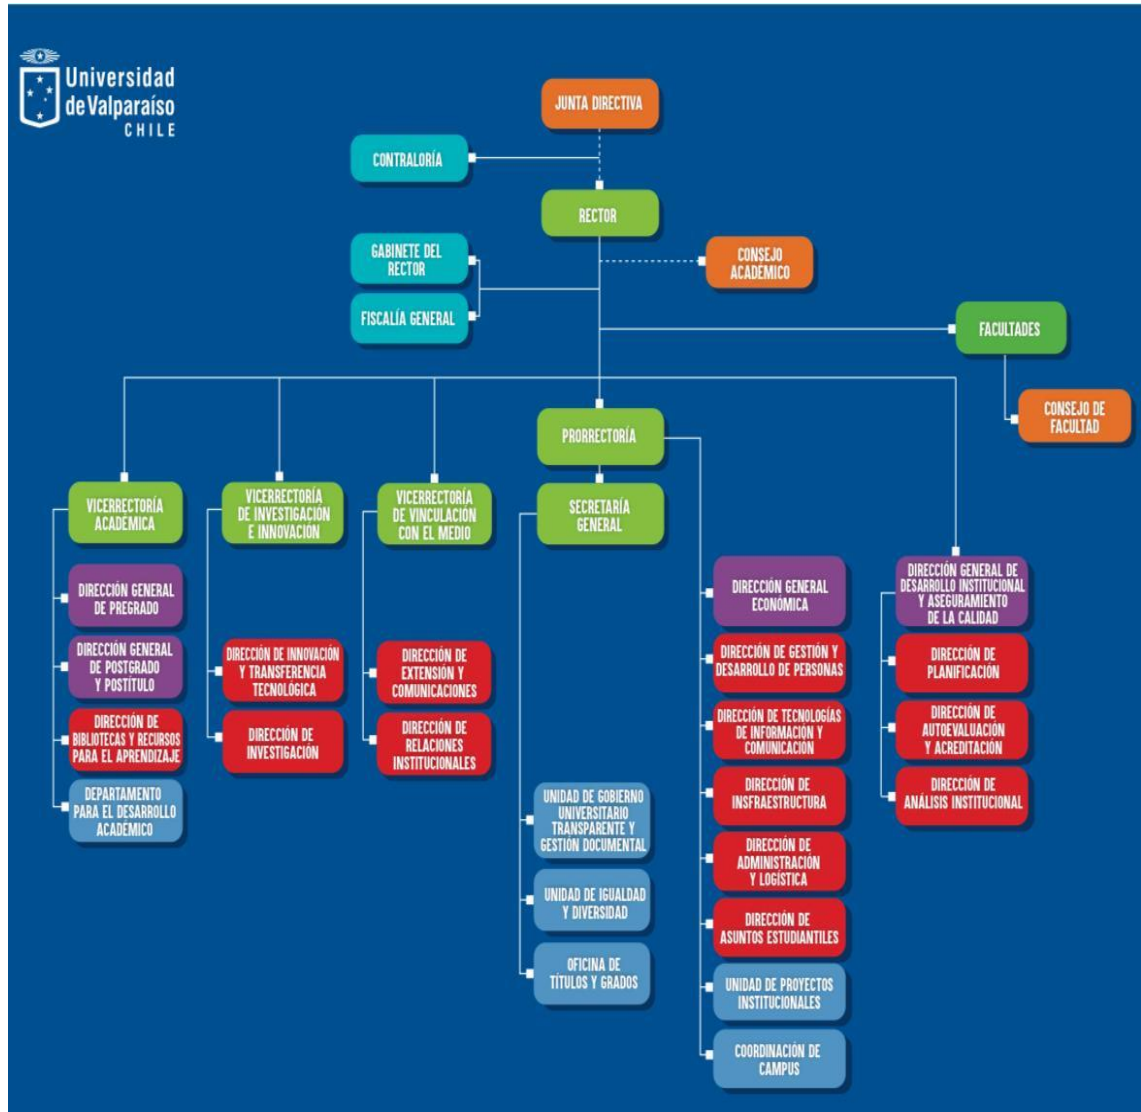 Universidad
de Valparaíso
CHILE
JUNTA DIRECTIVA
CONTRALORÍA
RECTOR
GABINETE DEL
RECTOR
CONSEJO
ACADÉMICO
FISCALÍA GENERAL
FACULTADES
CONSEJO DE
FACULTAD
PRORRECTORÍA
VICERRECTORÍA
ACADÉMICA
VICERRECTORÍA
DE INVESTIGACIÓN
E INNOVACIÓN
VICERRECTORÍA
DE VINCULACIÓN
CON EL MEDIO
SECRETARÍA
GENERAL
DIRECCIÓN GENERAL
DE PREGRADO
DIRECCIÓN GENERAL
DE POSTGRADO
Y POSTÍTULO
DIRECCIÓN DE
BIBLIOTECAS Y RECURSOS
PARA EL APRENDIZAJE
DEPARTAMENTO
PARA EL DESARROLLO
ACADÉMICO
DIRECCIÓN DE INNOVACIÓN
Y TRANSFERENCIA
TECNOLÓGICA
DIRECCIÓN DE
INVESTIGACIÓN
DIRECCIÓN DE
EXTENSIÓN Y
COMUNICACIONES
DIRECCIÓN DE
RELACIONES
INSTITUCIONALES
UNIDAD DE GOBIERNO
UNIVERSITARIO
TRANSPARENTE Y
GESTIÓN DOCUMENTAL
UNIDAD DE IGUALDAD
Y DIVERSIDAD
OFICINA DE
TÍTULOS Y GRADOS
DIRECCIÓN GENERAL
ECONÓMICA
DIRECCIÓN DE GESTIÓN Y
DESARROLLO DE PERSONAS
DIRECCIÓN DE TECNOLOGÍAS
DE INFORMACIÓN Y
COMUNICACIÓN
DIRECCIÓN DE
INSFRAESTRUCTURA
DIRECCIÓN DE
ADMINISTRACIÓN
Y LOGÍSTICA
DIRECCIÓN DE
ASUNTOS ESTUDIANTILES
UNIDAD DE PROYECTOS
INSTITUCIONALES
COORDINACIÓN DE
CAMPUS
DIRECCIÓN GENERAL DE
DESARROLLO INSTITUCIONAL
Y ASEGURAMIENTO
DE LA CALIDAD
DIRECCIÓN DE
PLANIFICACIÓN
DIRECCIÓN DE
AUTOEVALUACIÓN
Y ACREDITACIÓN
DIRECCIÓN DE
ANÁLISIS INSTITUCIONAL